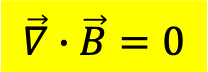 ∇⃗ · B⃗ = 0